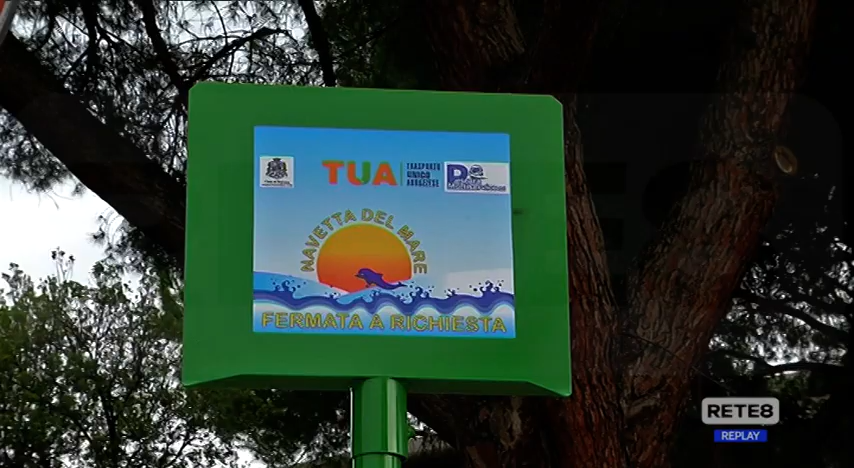 TUA
TRASPORTO
UNICO
ABRUZZESE
NAVETTA DEL MARE
FERMATA A RICHIESTA
RETE8
REPLAY